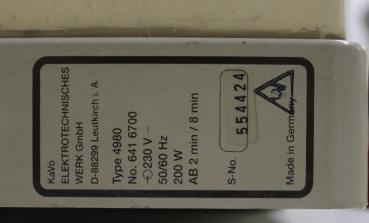 KaVo
ELEKTROTECHNISCHES
WERK GmbH
D-88299 Leutkirch i. A.
Type 4980
No. 641 6700
230 V ~
50/60 Hz
200 W
AB 2 min / 8 min
S-No. 554424
Made in Germany